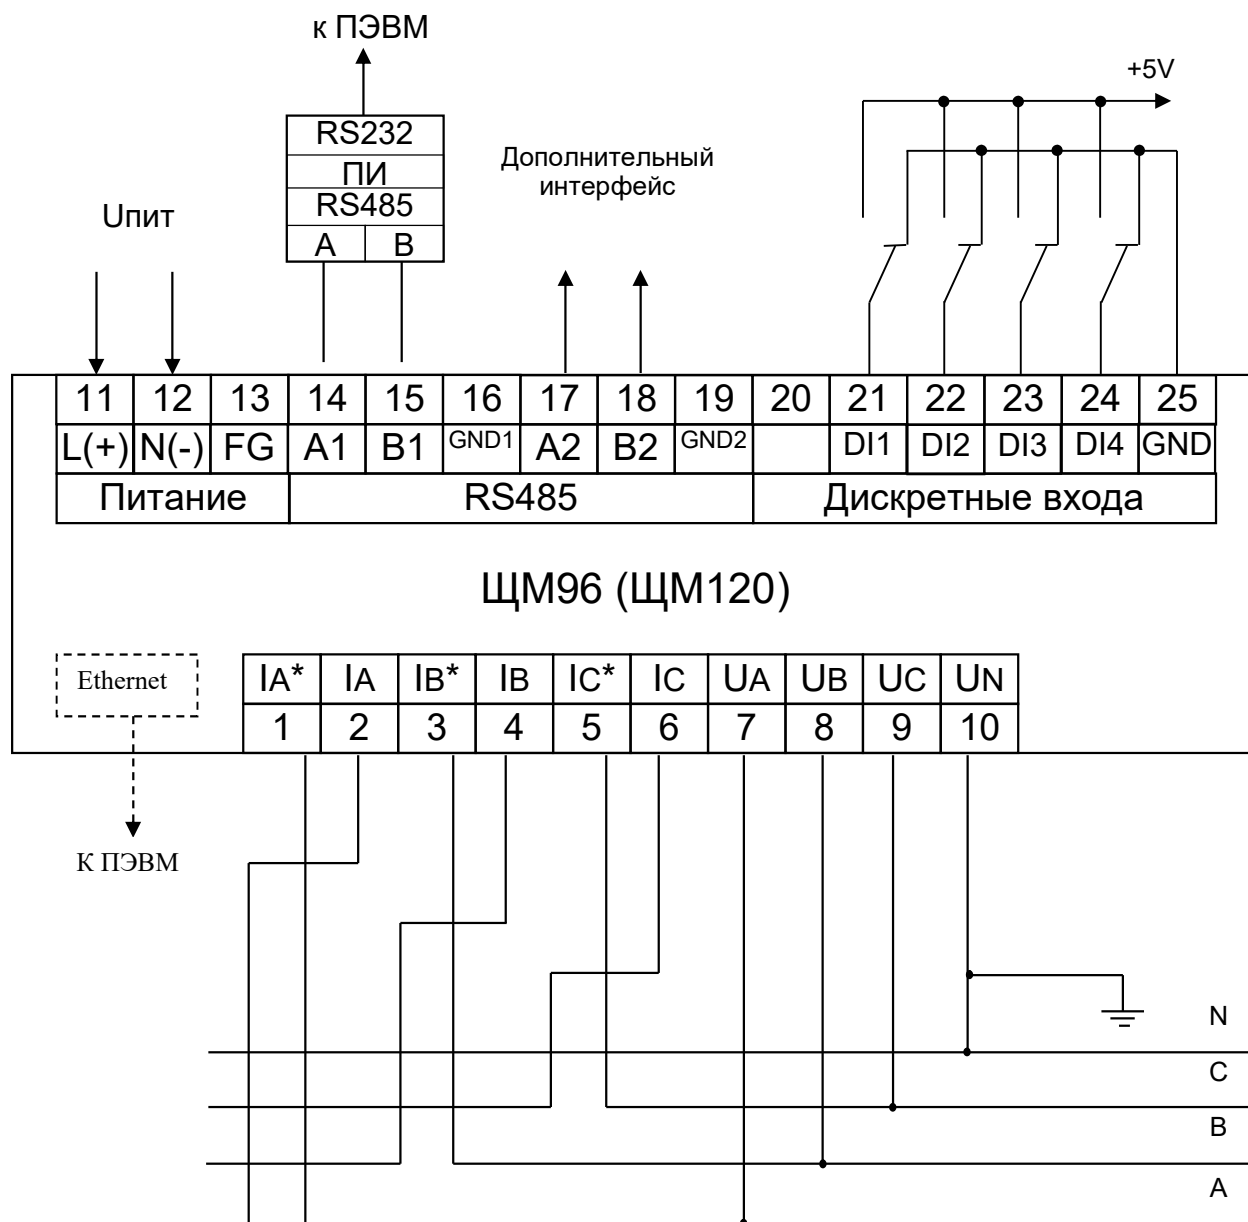 к ПЭВМ
+5V
RS232
ПИ
RS485
A B
Дополнительный
интерфейс
Uпит
11 12 13 14 15 16 17 18 19 20 21 22 23 24 25
L(+) N(-) FG A1 B1 GND1 A2 B2 GND2 DI1 DI2 DI3 DI4 GND
Питание RS485 Дискретные входа
ЩМ96 (ЩМ120)
Ethernet
IA* IA IB* IB IC* IC UA UB UC UN
1 2 3 4 5 6 7 8 9 10
К ПЭВМ
N
C
B
A